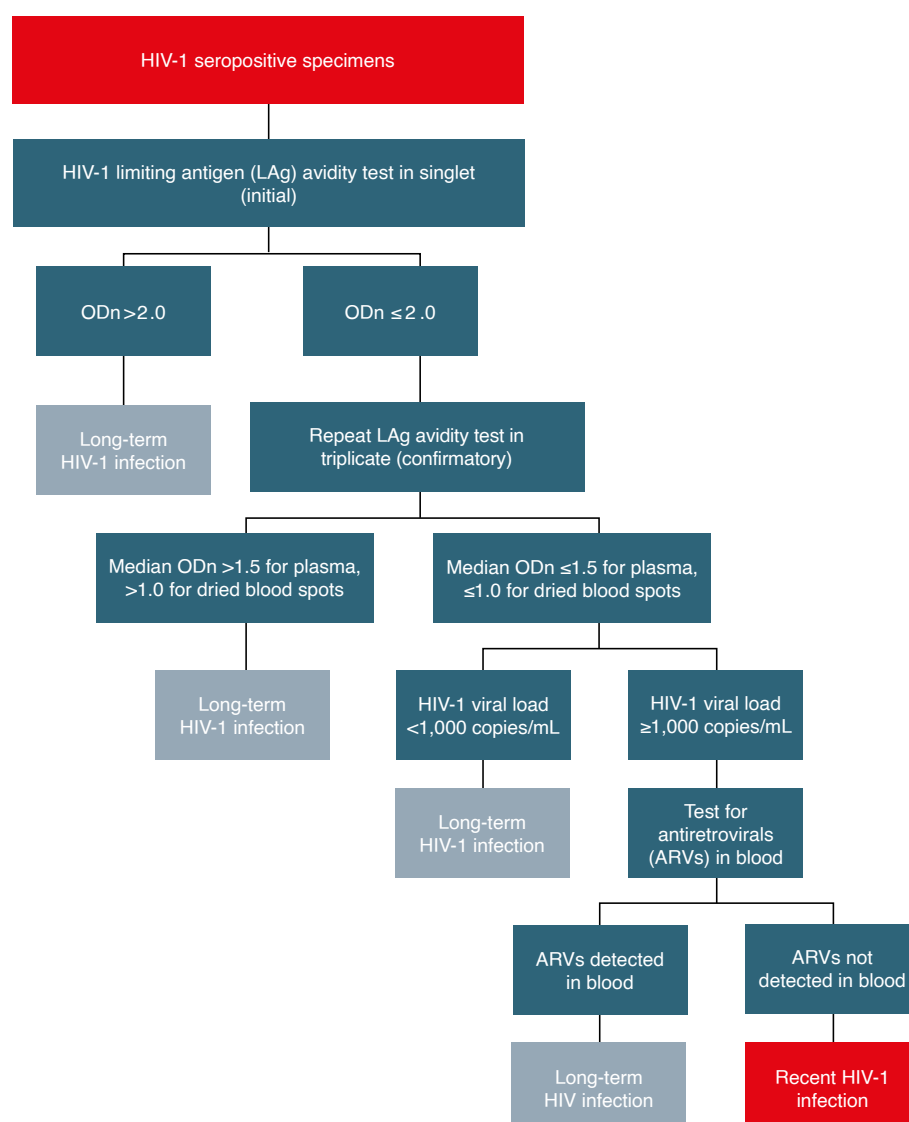 HIV-1 seropositive specimens
HIV-1 limiting antigen (LAg) avidity test in singlet
(initial)
ODn >2.0
ODn ≤2.0
Long-term
HIV-1 infection
Repeat LAg avidity test in
triplicate (confirmatory)
Median ODn >1.5 for plasma,
>1.0 for dried blood spots
Median ODn ≤1.5 for plasma,
≤1.0 for dried blood spots
Long-term
HIV-1 infection
HIV-1 viral load
<1,000 copies/mL
HIV-1 viral load
≥1,000 copies/mL
Long-term
HIV-1 infection
Test for
antiretrovirals
(ARVs) in blood
ARVs detected
in blood
ARVs not
detected in blood
Long-term
HIV infection
Recent HIV-1
infection